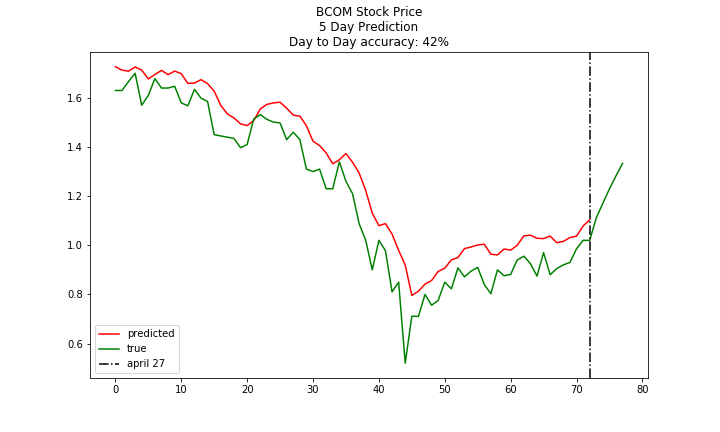 BCOM Stock Price
5 Day Prediction
Day to Day accuracy: 42%
1.6
1.4
1.2
1.0
0.8
0.6
predicted
true
april 27
0 10 20 30 40 50 60 70 80